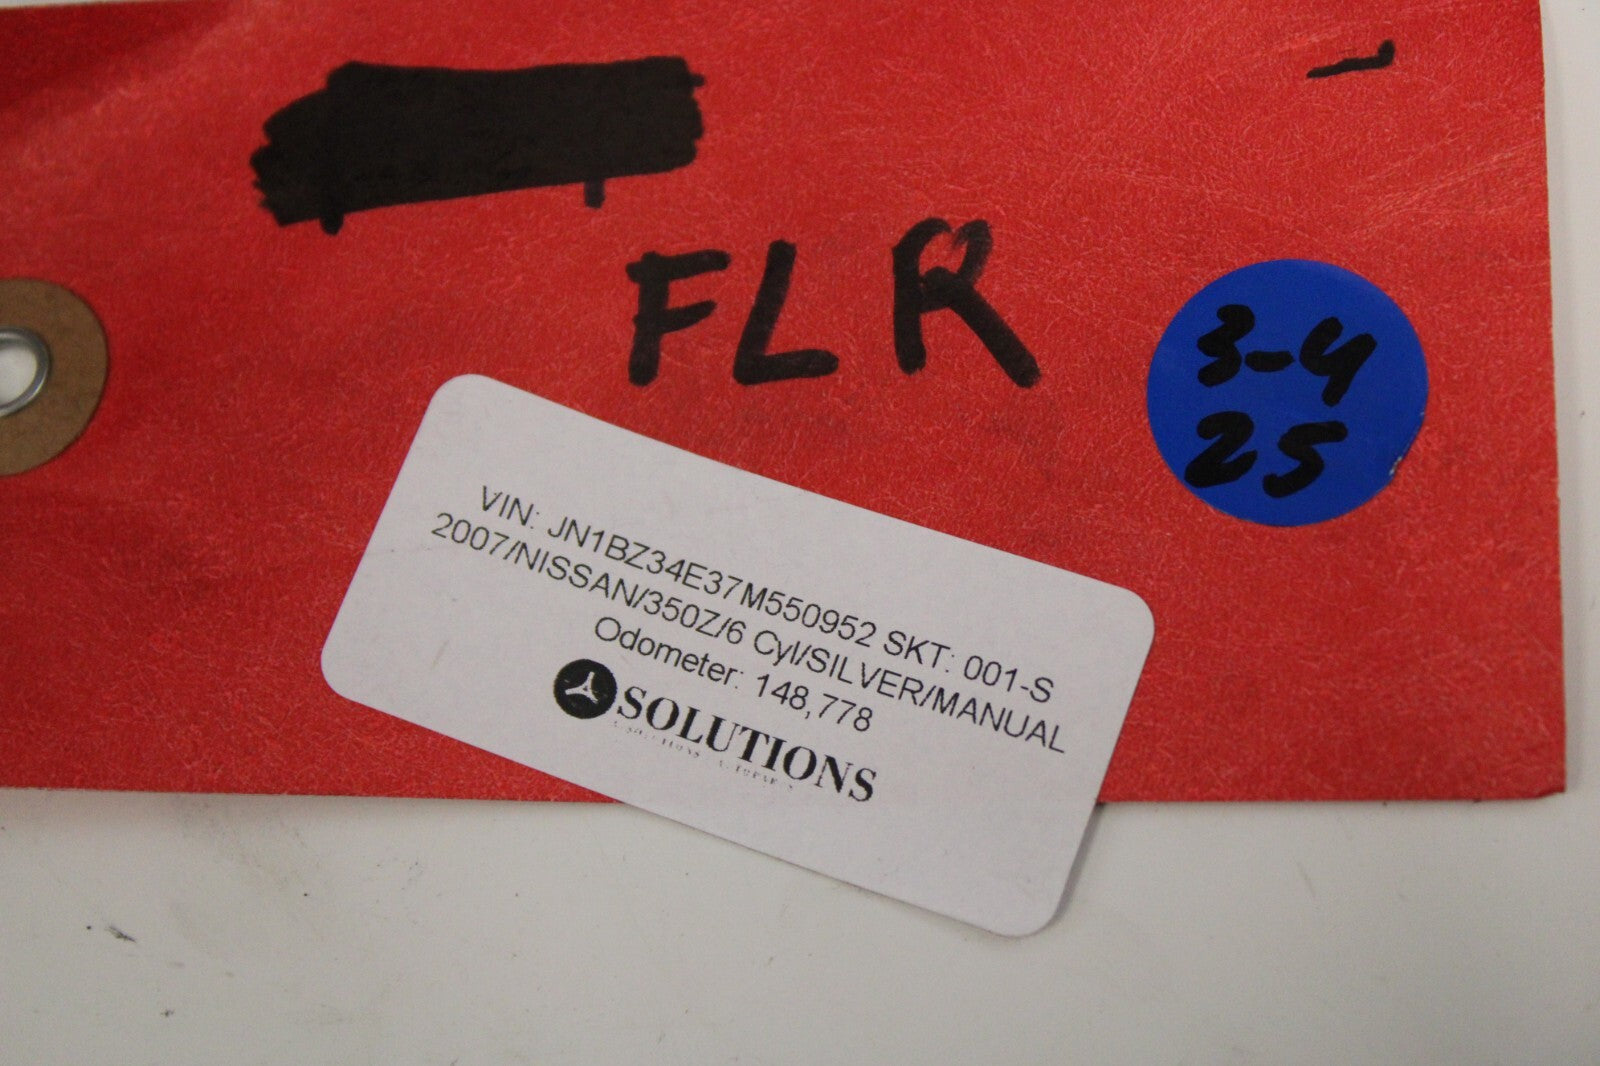 FLR
3-4
25
VIN: JN1BZ34E37M550952 SKT: 001-S
2007/NISSAN/350Z/6 Cyl/SILVER/MANUAL
Odometer: 148,778
SOLUTIONS